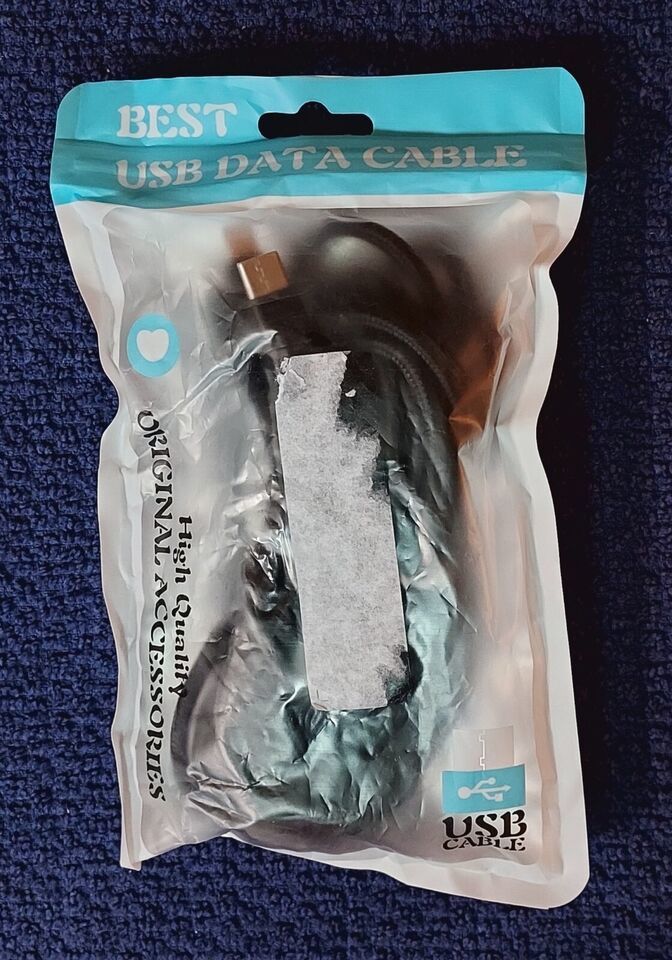 BEST
USB DATA CABLE
High Quality
ORIGINAL ACCESSORIES
USB
CABLE